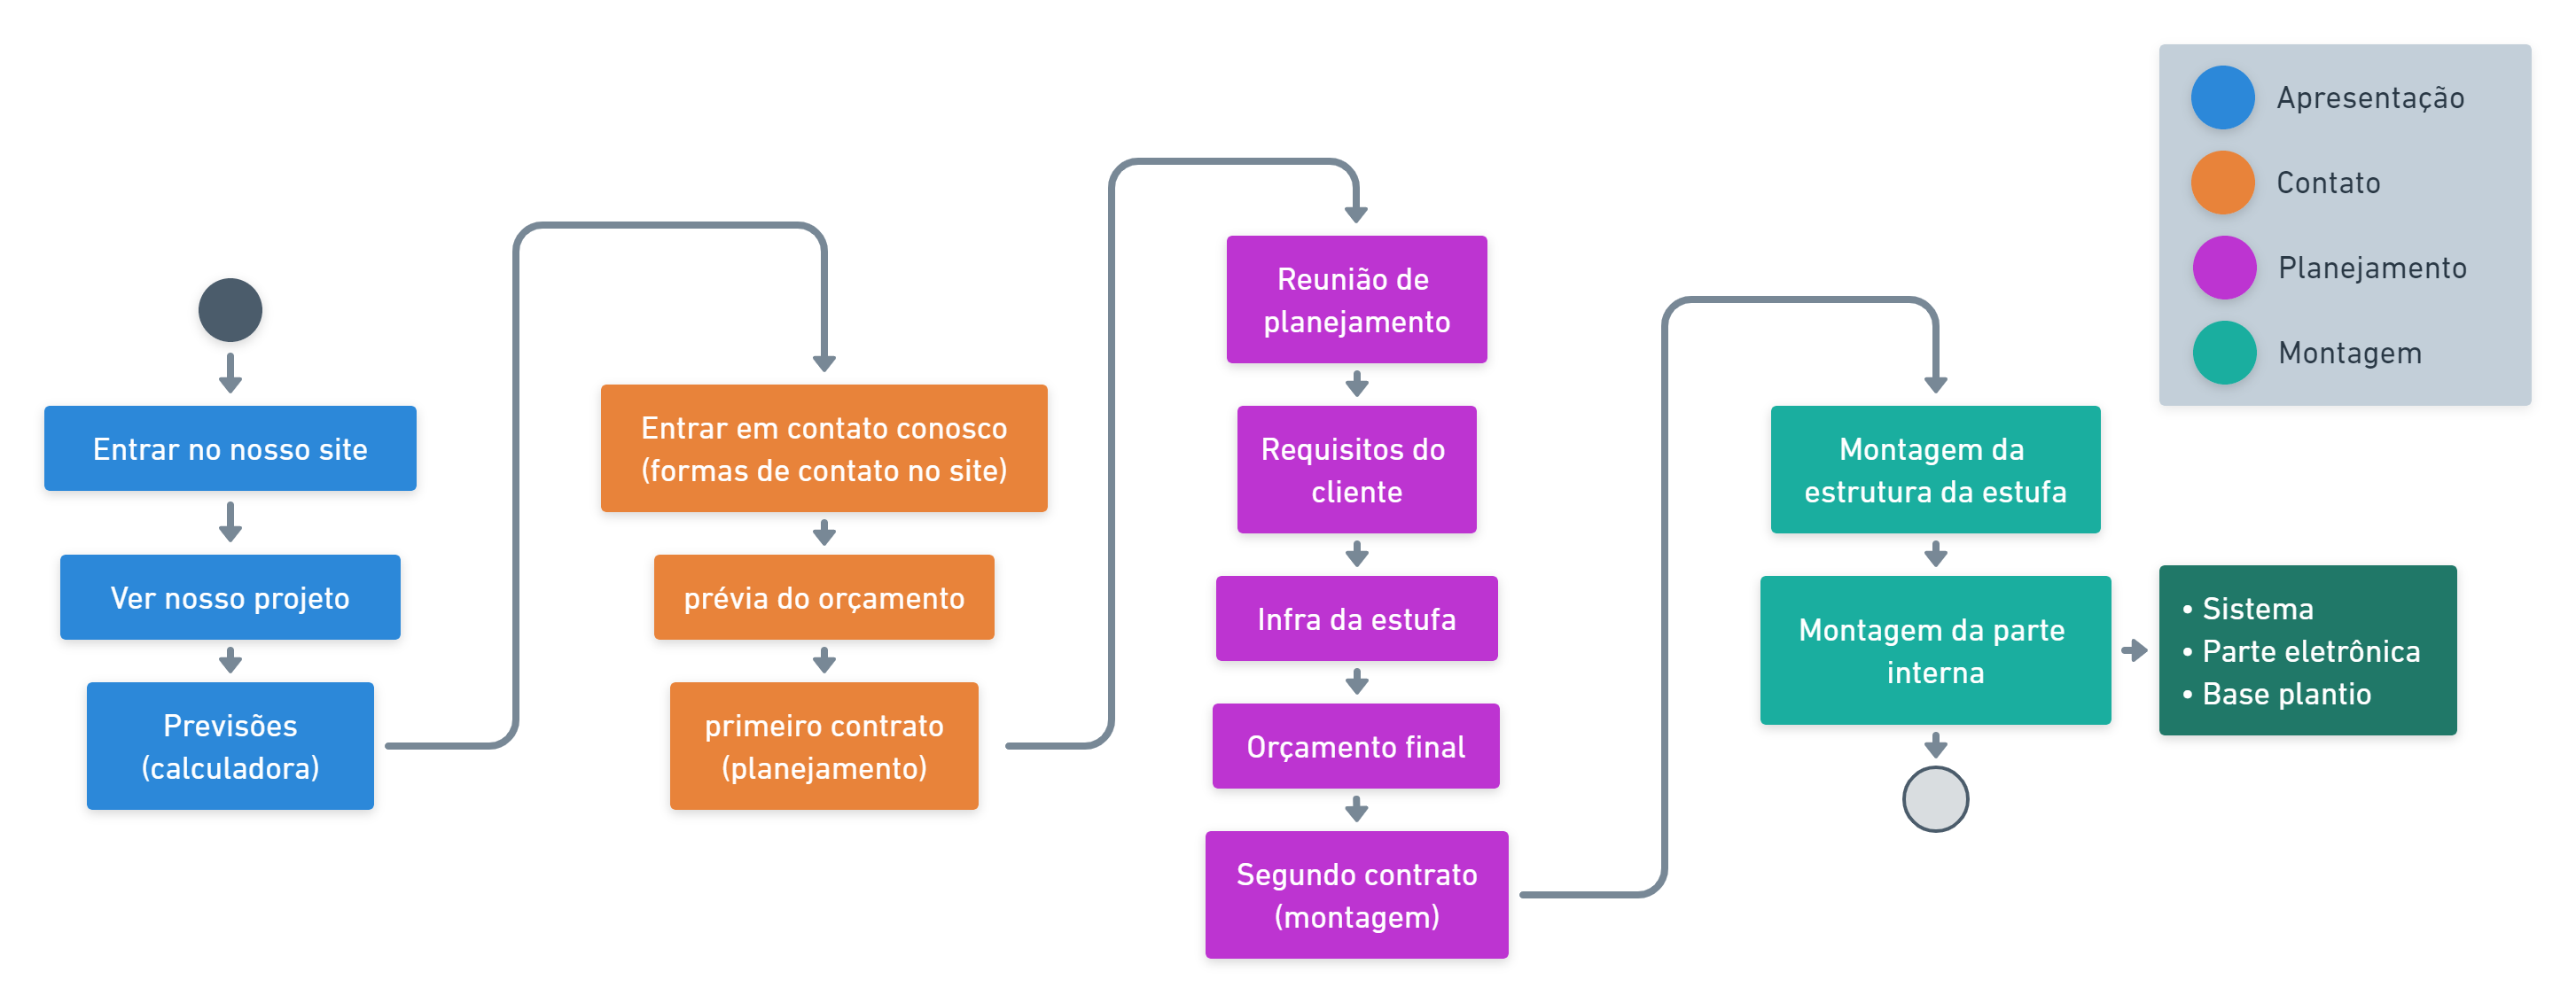 Entrar no nosso site
Ver nosso projeto
Previsões
(calculadora)
Entrar em contato conosco
(formas de contato no site)
prévia do orçamento
primeiro contrato
(planejamento)
Reunião de
planejamento
Requisitos do
cliente
Infra da estufa
Orçamento final
Segundo contrato
(montagem)
Montagem da
estrutura da estufa
Montagem da parte
interna
• Sistema
• Parte eletrônica
• Base plantio
Apresentação
Contato
Planejamento
Montagem